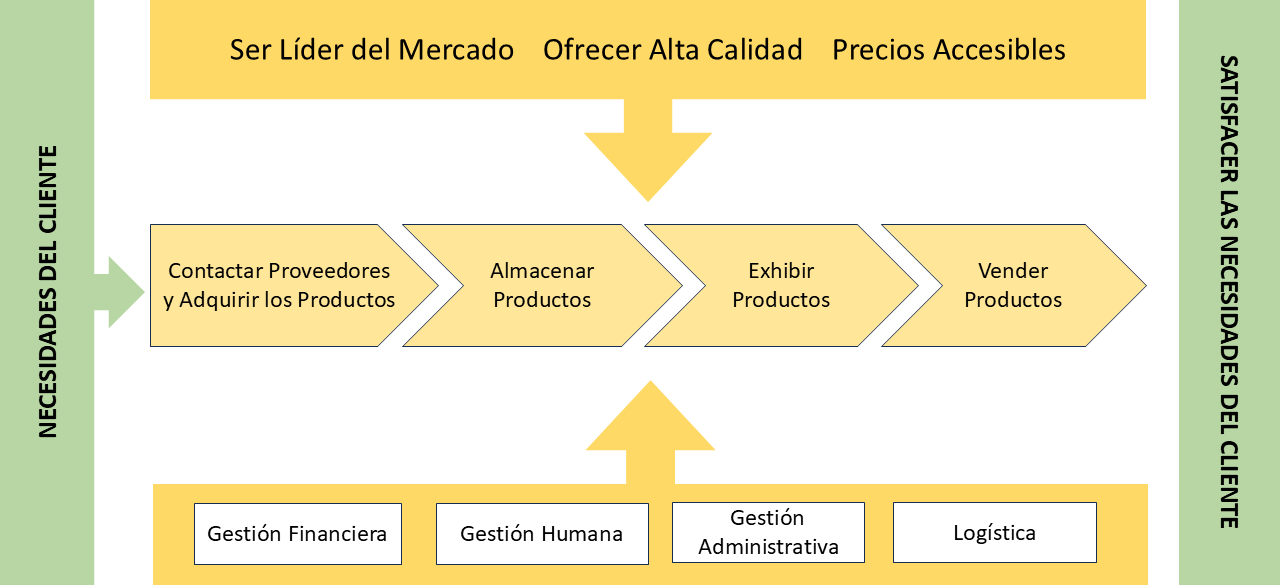 Ser Líder del Mercado Ofrecer Alta Calidad Precios Accesibles
NECESIDADES DEL CLIENTE
Contactar Proveedores
y Adquirir los Productos
Almacenar
Productos
Exhibir
Productos
Vender
Productos
SATISFACER LAS NECESIDADES DEL CLIENTE
Gestión Financiera
Gestión Humana
Gestión
Administrativa
Logística